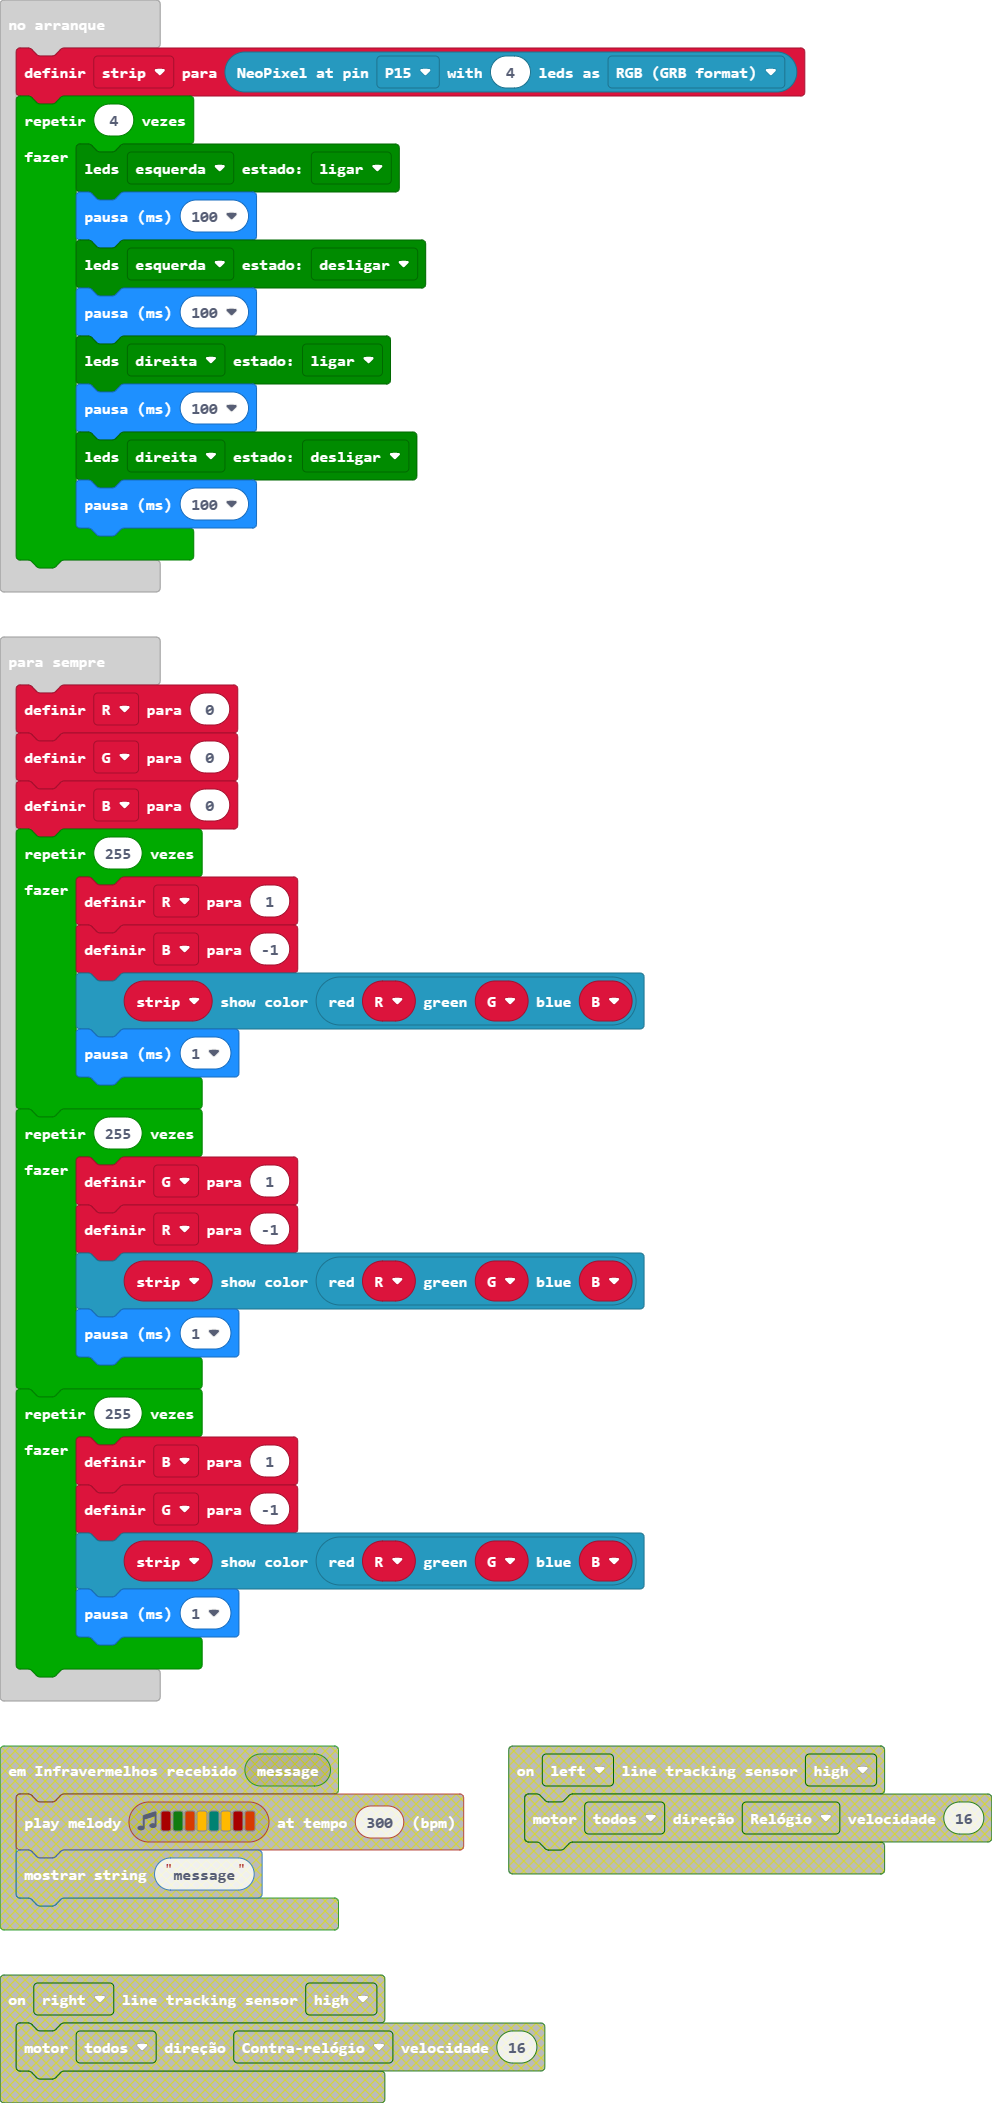 no arranque
definir strip para NeoPixel at pin P15 with 4 leds as RGB (GRB format)
repetir 4 vezes
fazer
leds esquerda estado: ligar
pausa (ms) 100
leds esquerda estado: desligar
pausa (ms) 100
leds direita estado: ligar
pausa (ms) 100
leds direita estado: desligar
pausa (ms) 100
para sempre
definir R para 0
definir G para 0
definir B para 0
repetir 255 vezes
fazer
definir R para 1
definir B para -1
strip show color red R green G blue B
pausa (ms) 1
repetir 255 vezes
fazer
definir G para 1
definir R para -1
strip show color red R green G blue B
pausa (ms) 1
repetir 255 vezes
fazer
definir B para 1
definir G para -1
strip show color red R green G blue B
pausa (ms) 1
em Infravermelhos recebido message
play melody at tempo 300 (bpm)
mostrar string "message"
on left line tracking sensor high
motor todos direção Relógio velocidade 16
on right line tracking sensor high
motor todos direção Contra-relógio velocidade 16